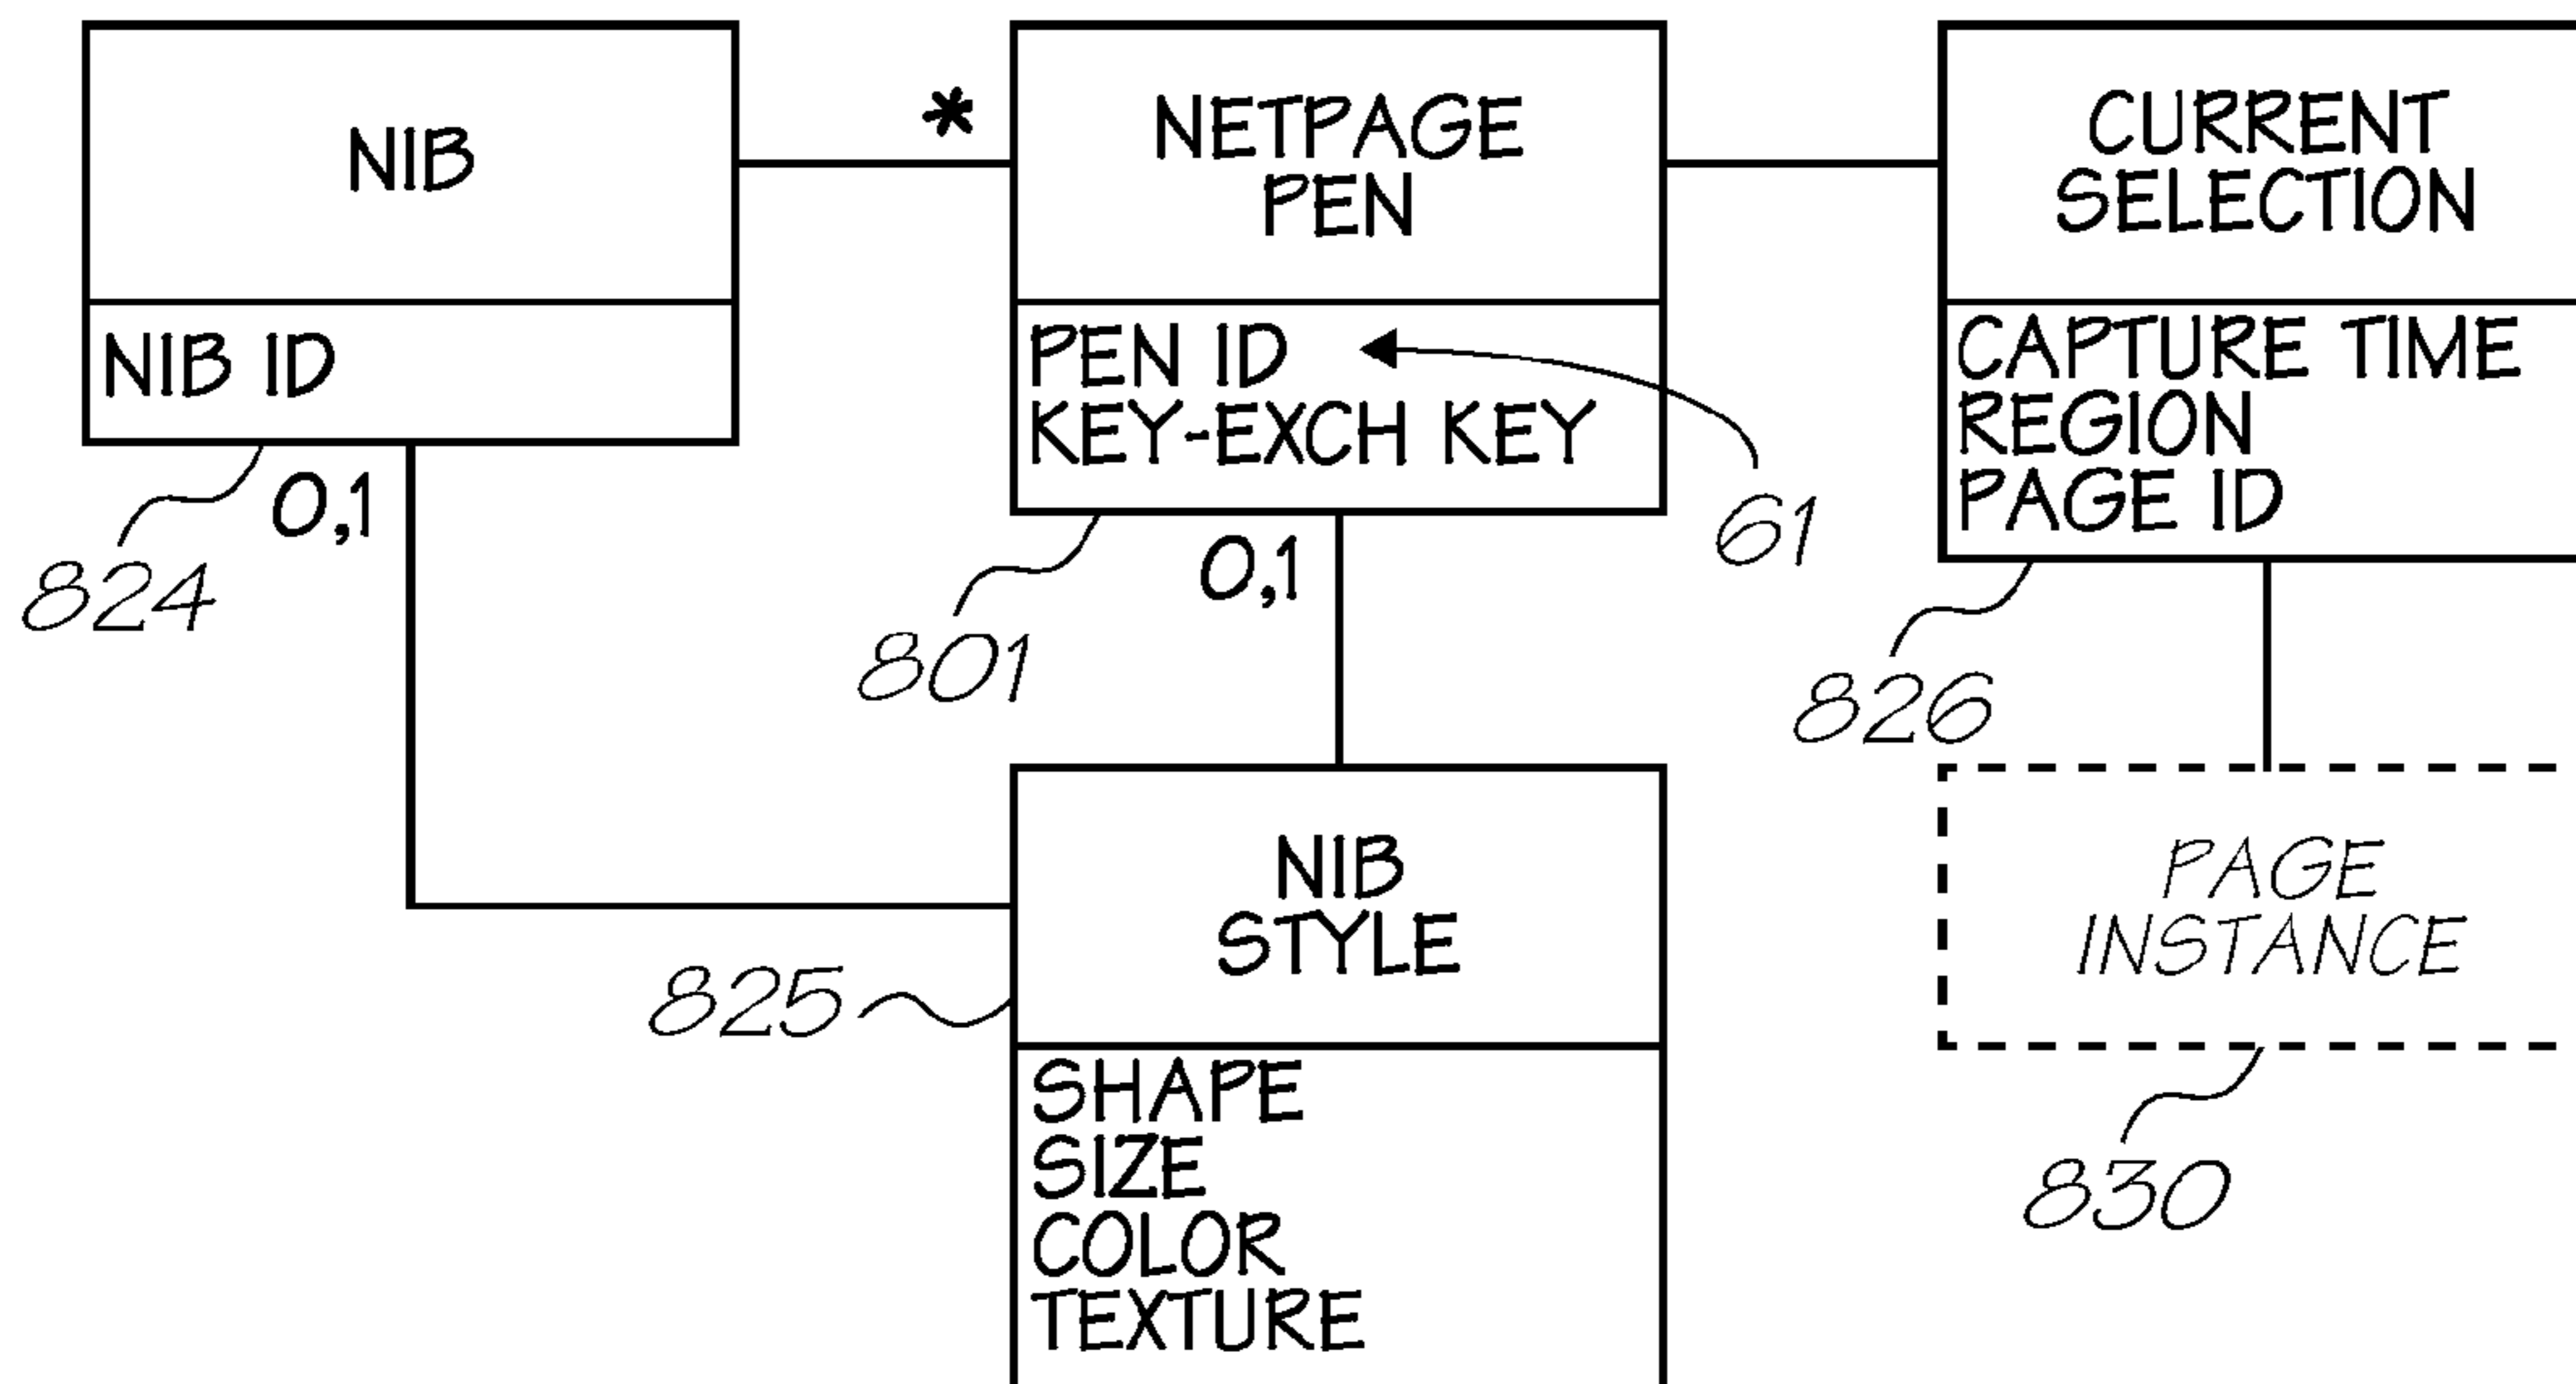 NIB
NIB ID
824
0,1
*
NETPAGE
PEN
PEN ID
KEY-EXCH KEY
61
801
0,1
CURRENT
SELECTION
CAPTURE TIME
REGION
PAGE ID
826
NIB
STYLE
825
SHAPE
SIZE
COLOR
TEXTURE
PAGE
INSTANCE
830